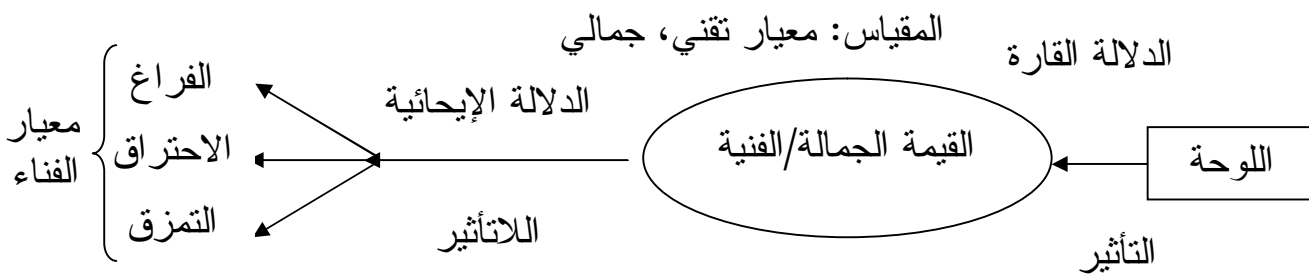 المقياس: معيار تقني، جمالي
الدلالة القارة
اللوحة
التأثير
القيمة الجمالة/الفنية
الدلالة الإيحائية
اللاتأثير
الفراغ
الاحتراق
التمزق
معيار
الفناء